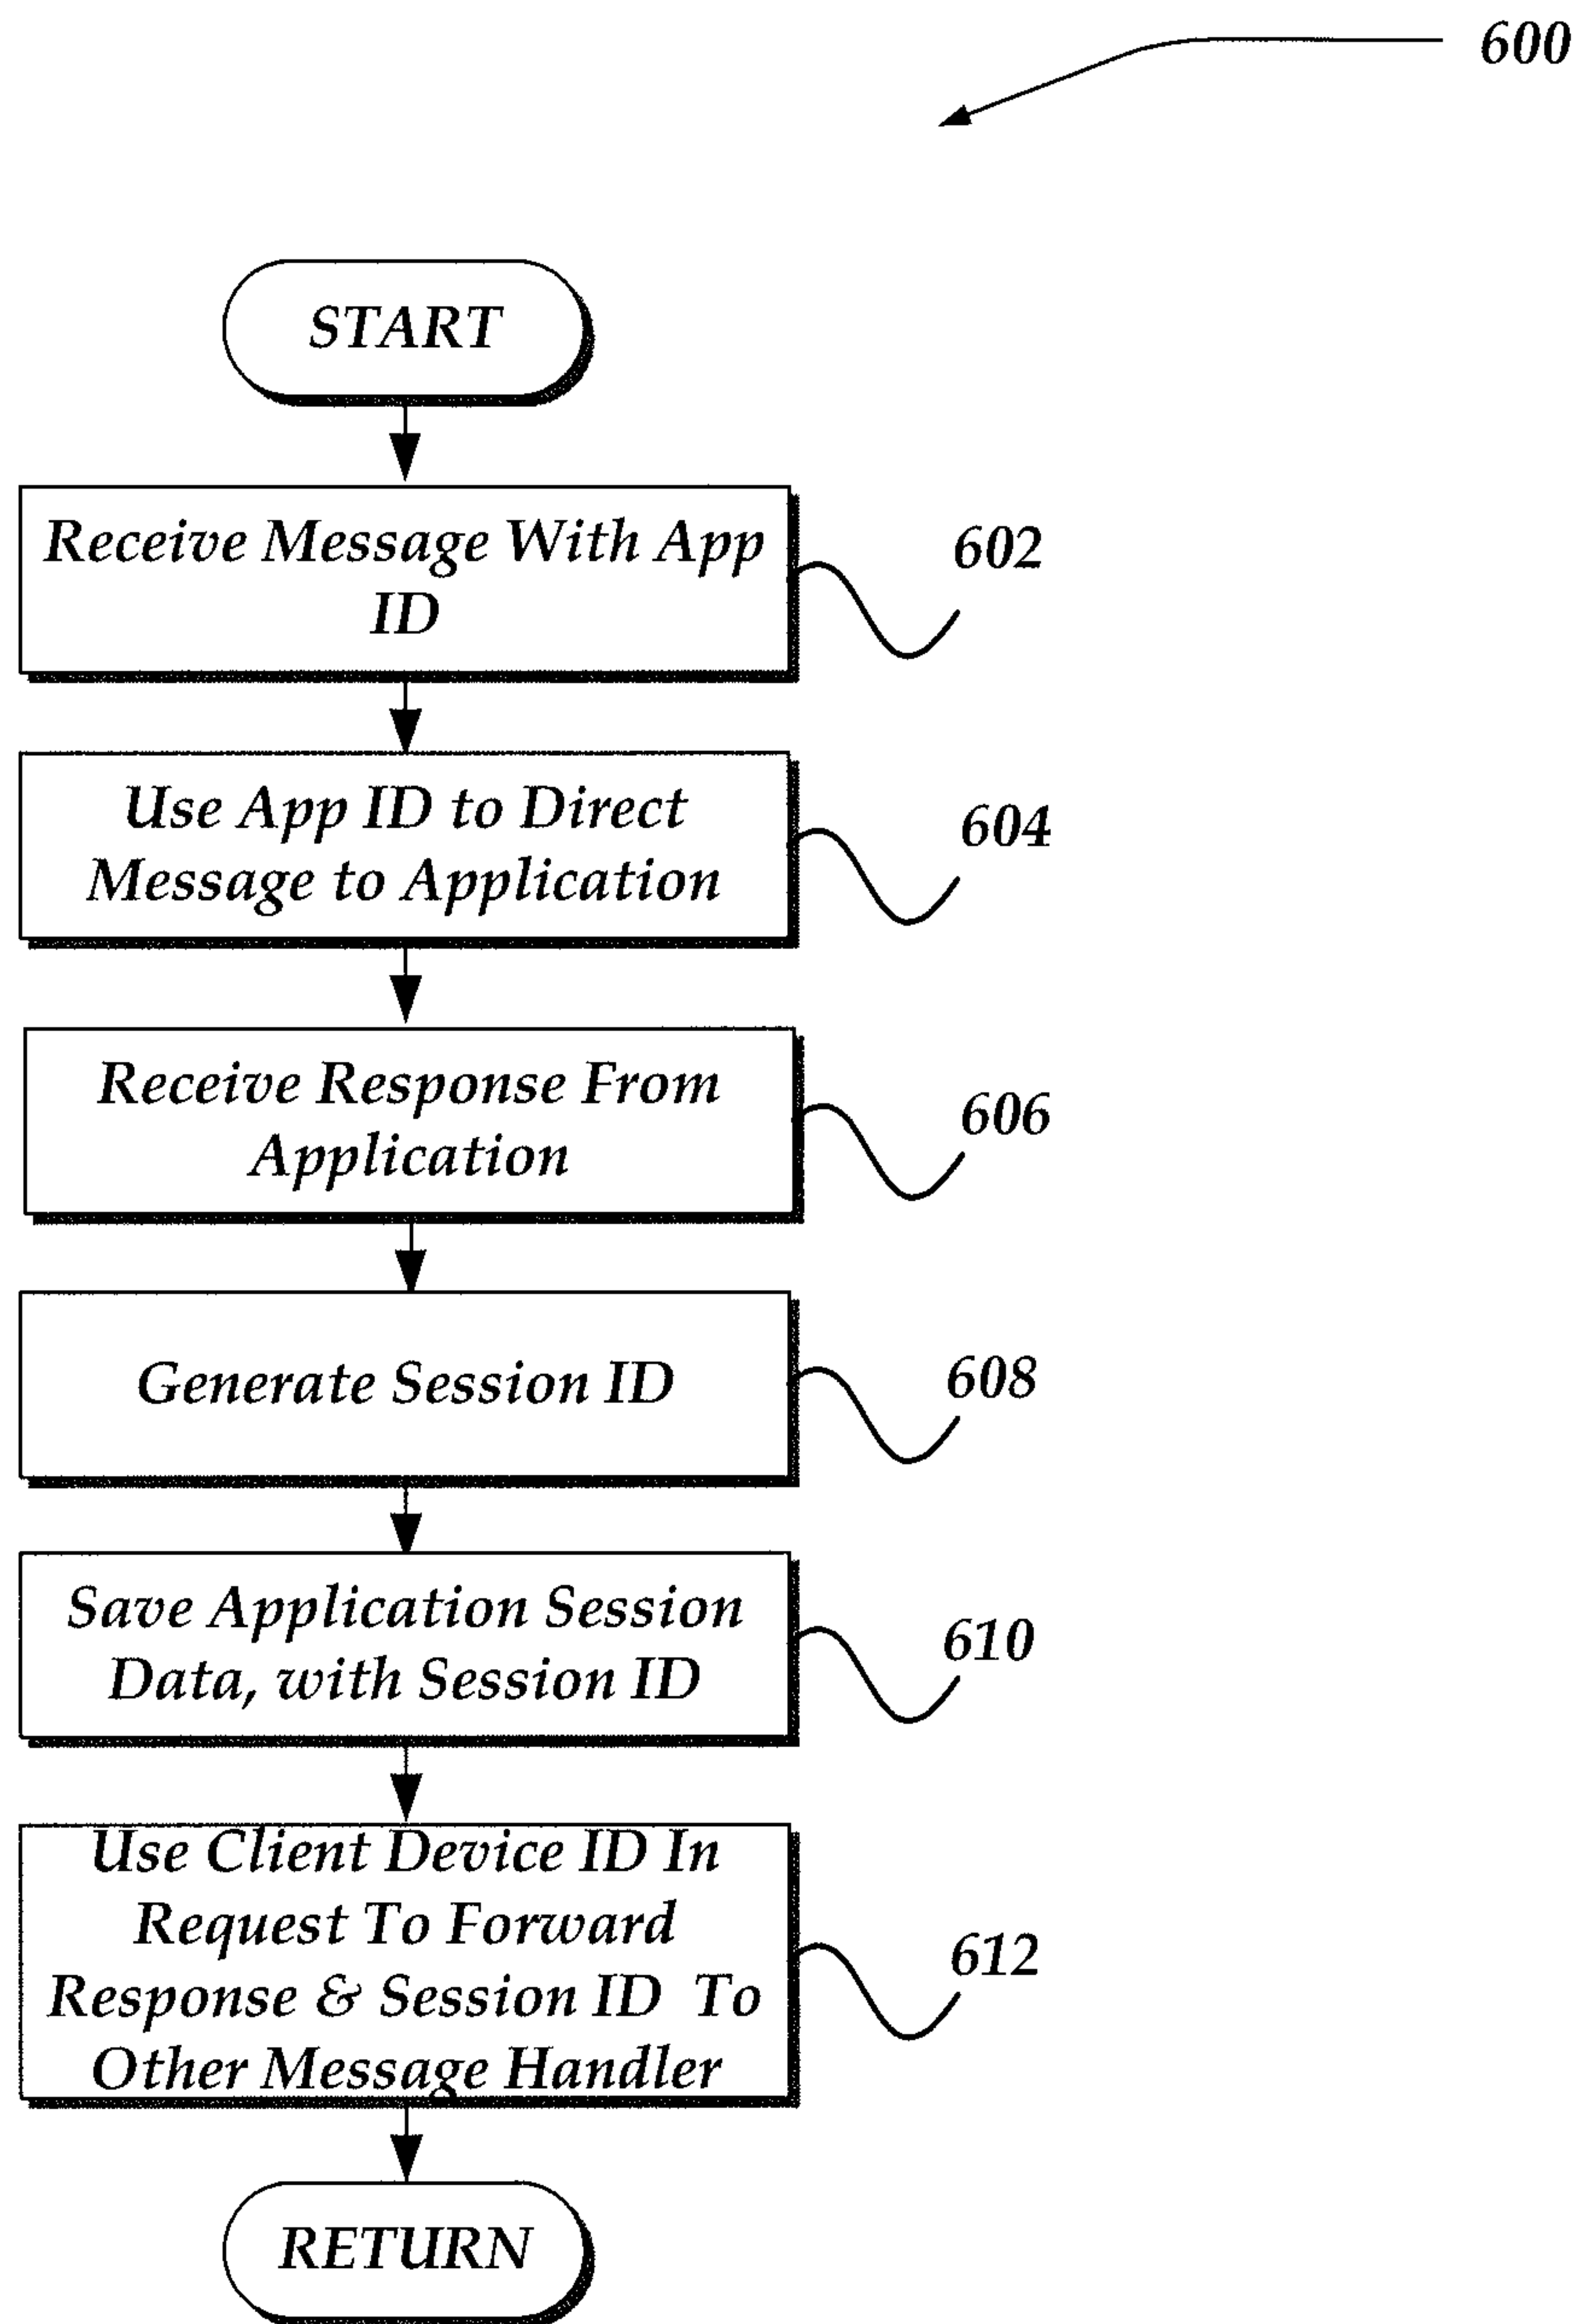 600
START
Receive Message With App
ID
602
Use App ID to Direct
Message to Application
604
Receive Response From
Application
606
Generate Session ID
608
Save Application Session
Data, with Session ID
610
Use Client Device ID In
Request To Forward
Response & Session ID To
Other Message Handler
612
RETURN